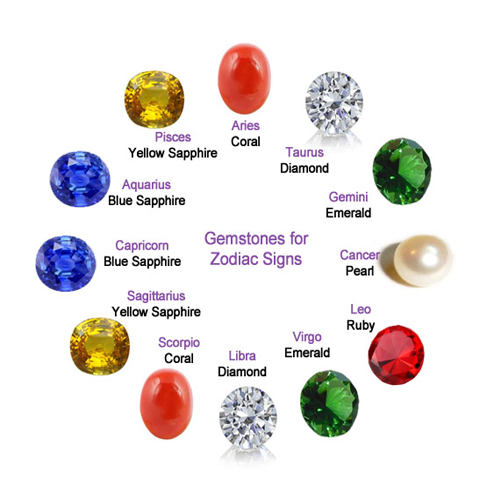 Aries
Coral
Taurus
Diamond
Gemini
Emerald
Cancer
Pearl
Leo
Ruby
Virgo
Emerald
Libra
Diamond
Scorpio
Coral
Sagittarius
Yellow Sapphire
Capricorn
Blue Sapphire
Aquarius
Blue Sapphire
Pisces
Yellow Sapphire
Gemstones for
Zodiac Signs